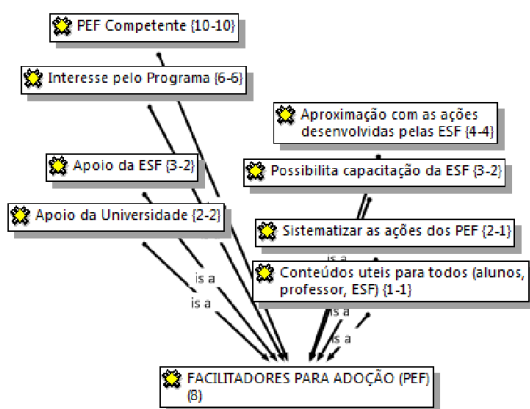 PEF Competente {10-10}
Interesse pelo Programa {6-6}
Aproximação com as ações
desenvolvidas pelas ESF {4-4}
Apoio da ESF {3-2}
Possibilita capacitação da ESF {3-2}
Apoio da Universidade {2-2}
Sistematizar as ações dos PEF {2-1}
is a
Conteúdos uteis para todos (alunos,
professor, ESF) {1-1}
is a
is a
is a
FACILITADORES PARA ADOÇÃO (PEF)
(8)